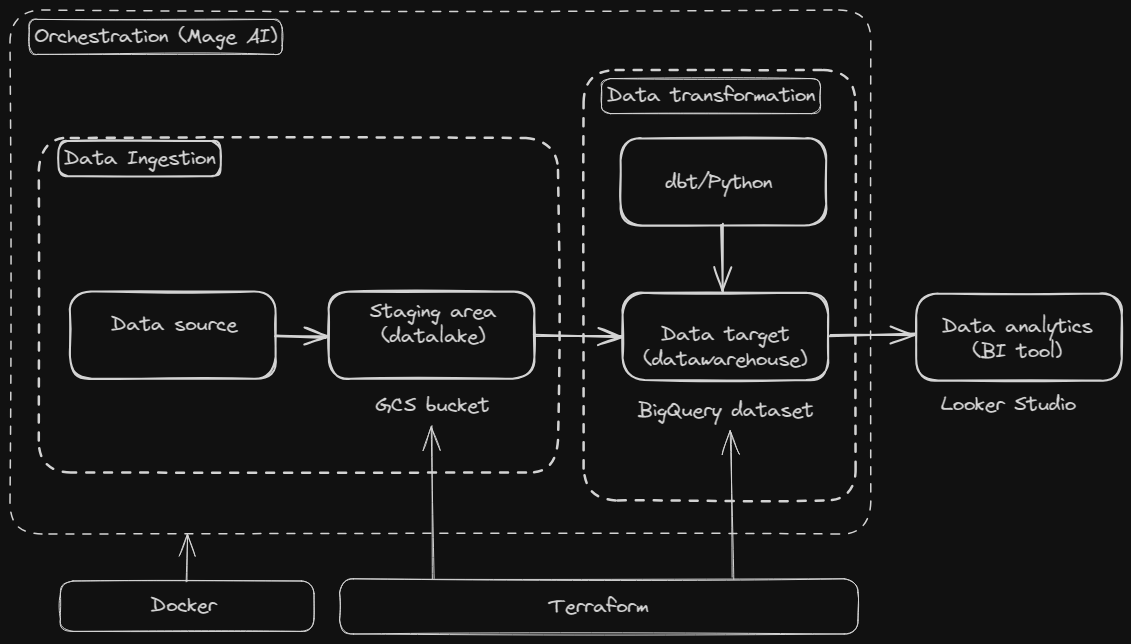 Orchestration (Mage AI)
Data transformation
Data Ingestion
dbt/Python
Data source
Staging area
(datalake)
Data target
(datawarehouse)
Data analytics
(BI tool)
GCS bucket
BigQuery dataset
Looker Studio
Docker
Terraform